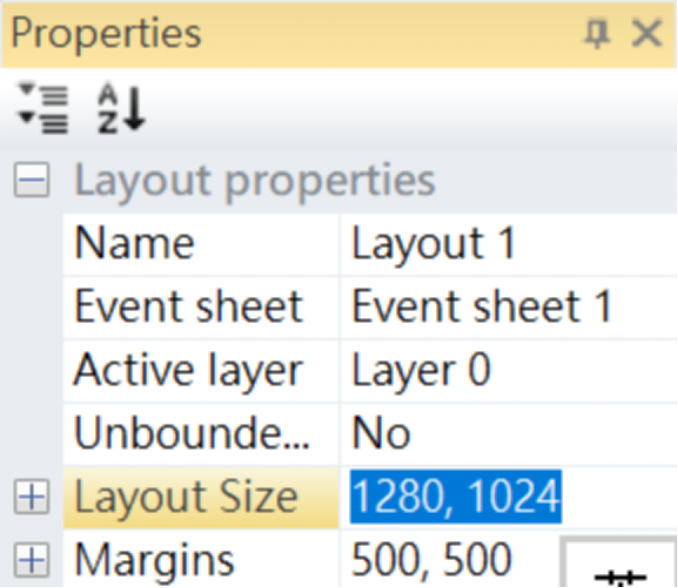 Properties
Layout properties
Name Layout 1
Event sheet Event sheet 1
Active layer Layer 0
Unbounde... No
Layout Size 1280, 1024
Margins 500, 500